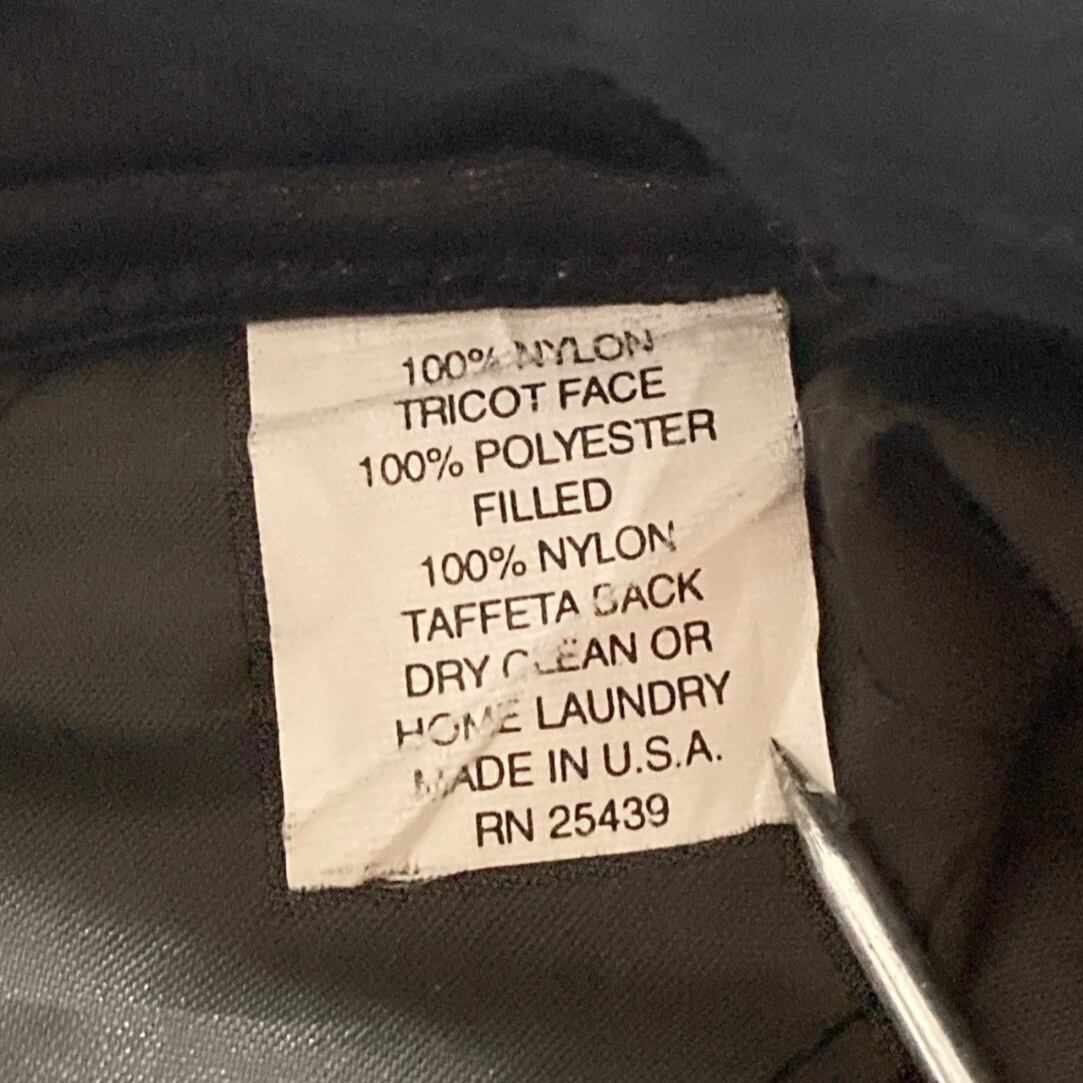 100% NYLON
TRICOT FACE
100% POLYESTER
FILLED
100% NYLON
TAFFETA BACK
DRY CLEAN OR
HOME LAUNDRY
MADE IN U.S.A.
RN 25439